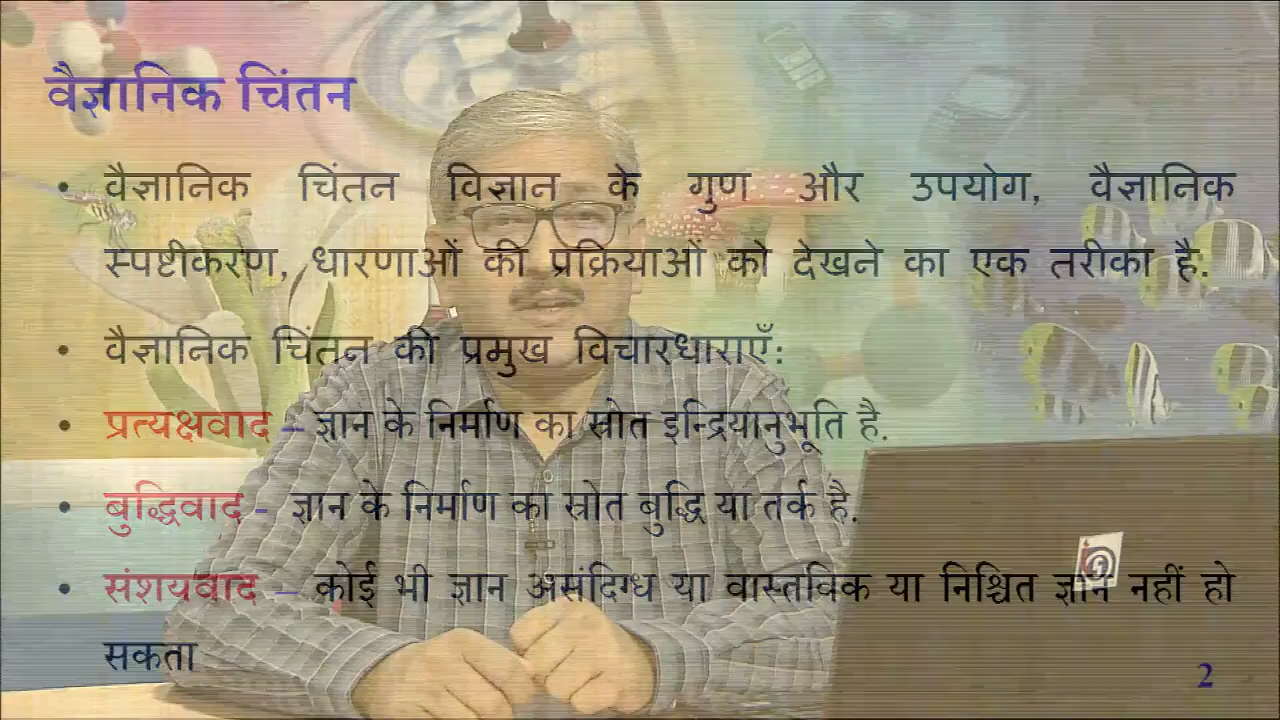 वैज्ञानिक चिंतन
• वैज्ञानिक चिंतन विज्ञान के गुण और उपयोग, वैज्ञानिक
स्पष्टीकरण, धारणाओं की प्रक्रियाओं को देखने का एक तरीका है.
• वैज्ञानिक चिंतन की प्रमुख विचारधाराएँ:
• प्रत्यक्षवाद – ज्ञान के निर्माण का स्रोत इन्द्रियानुभूति है.
• बुद्धिवाद - ज्ञान के निर्माण का स्रोत बुद्धि या तर्क है.
• संशयवाद – कोई भी ज्ञान असंदिग्ध या वास्तविक या निश्चित ज्ञान नहीं हो
सकता
2